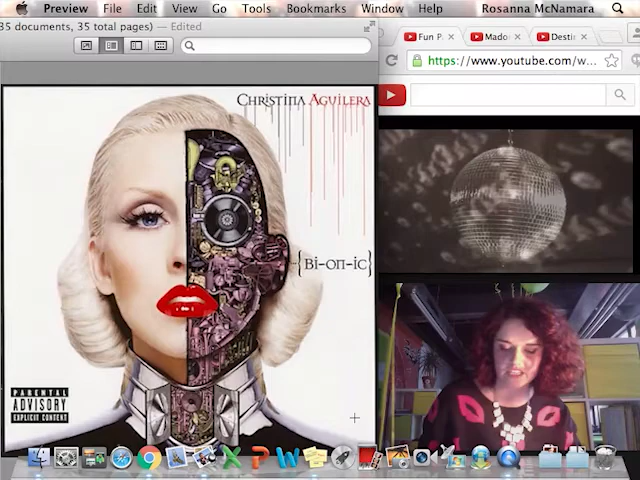 Preview File Edit View Go Tools Bookmarks Window Help Rosanna McNamara
35 documents, 35 total pages) — Edited
Fun P
Mado
Desti
https://www.youtube.com/w...
CHRISTINA AGUILERA
{BI-ON-IC}
PARENTAL
ADVISORY
EXPLICIT CONTENT